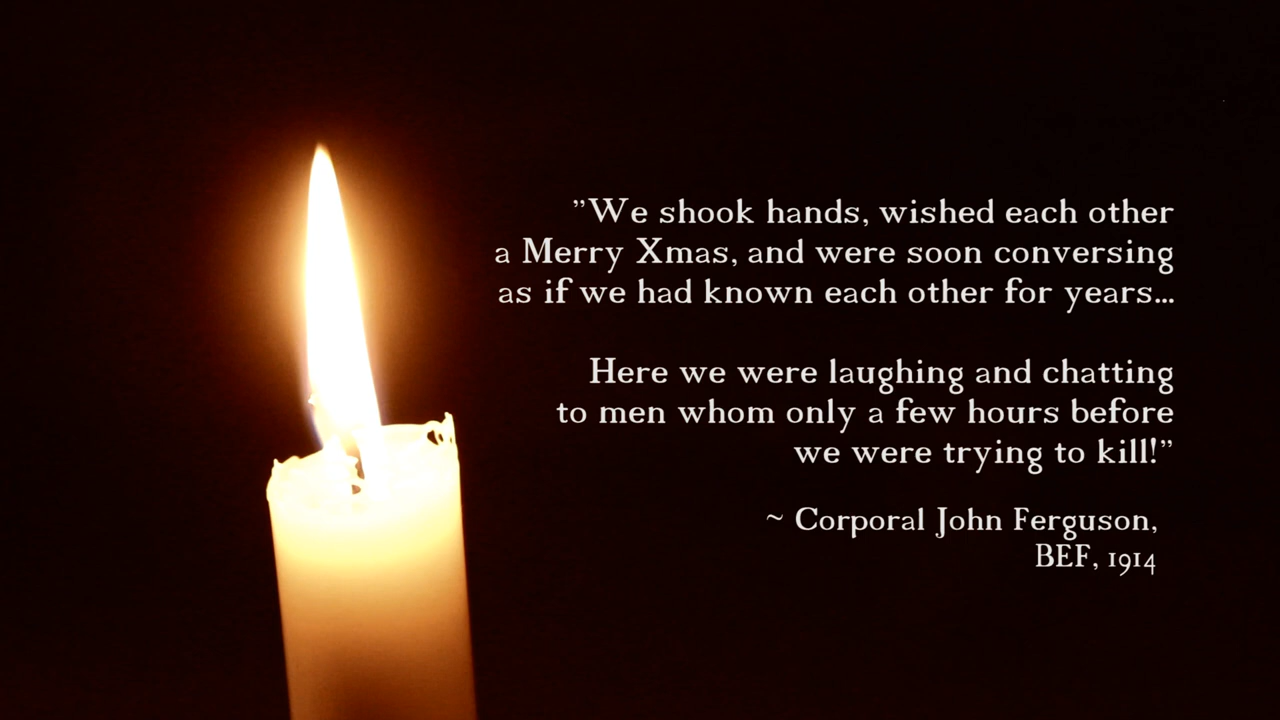 ”We shook hands, wished each other
a Merry Xmas, and were soon conversing
as if we had known each other for years...
Here we were laughing and chatting
to men whom only a few hours before
we were trying to kill!”
~ Corporal John Ferguson,
BEF, 1914